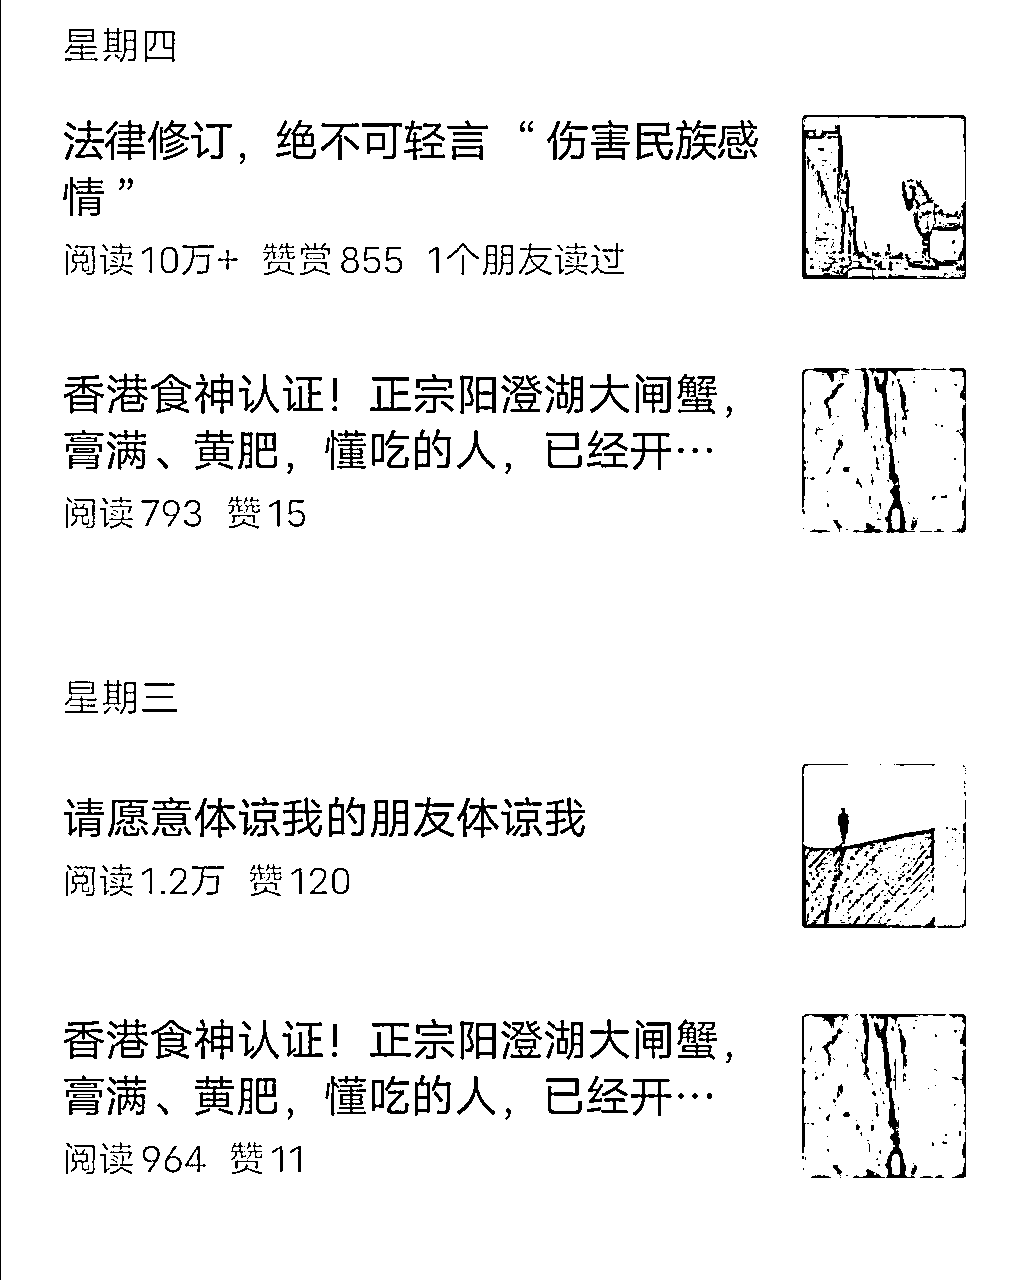 星期四
法律修订，绝不可轻言“伤害民族感
情”
阅读10万+ 赞赏855 1个朋友读过
香港食神认证！正宗阳澄湖大闸蟹，
膏满、黄肥，懂吃的人，已经开…
阅读793 赞15
星期三
请愿意体谅我的朋友体谅我
阅读1.2万 赞120
香港食神认证！正宗阳澄湖大闸蟹，
膏满、黄肥，懂吃的人，已经开…
阅读964 赞11